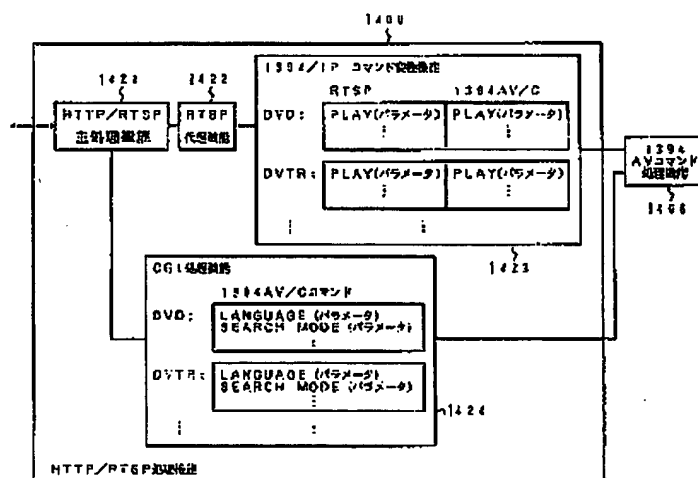 1400
1421
1422
HTTP/RTSP
主処理機能
RTSP
代理機能
1394/IP コマンド変換機能
RTSP
1394AV/C
DVD:
PLAY(パラメータ)
PLAY(パラメータ)
DVTR:
PLAY(パラメータ)
PLAY(パラメータ)
1423
1394
AVコマンド
処理機能
1406
CGI処理機能
1394AV/Cコマンド
DVD:
LANGUAGE(パラメータ)
SEARCH MODE(パラメータ)
DVTR:
LANGUAGE(パラメータ)
SEARCH MODE(パラメータ)
1424
HTTP/RTSP処理機能